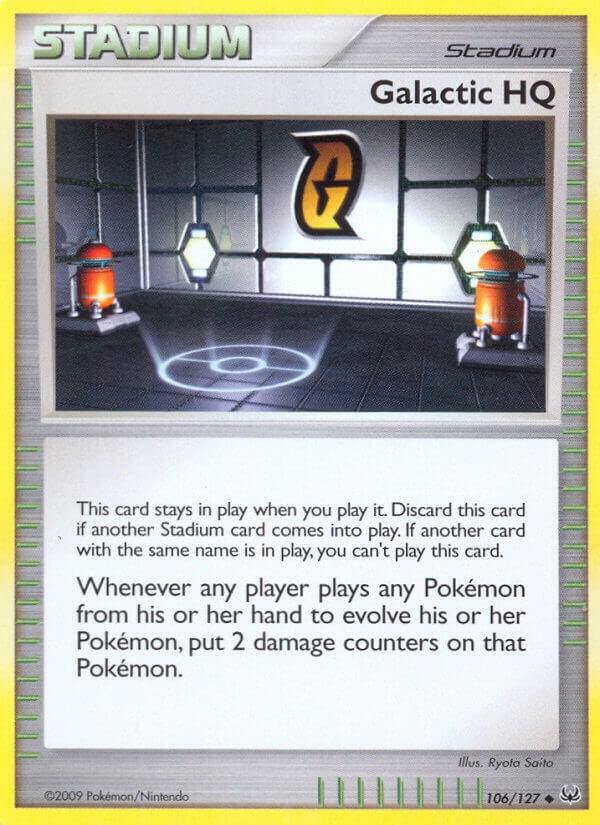 STADIUM
Stadium
Galactic HQ
G
This card stays in play when you play it. Discard this card
if another Stadium card comes into play. If another card
with the same name is in play, you can't play this card.
Whenever any player plays any Pokémon
from his or her hand to evolve his or her
Pokémon, put 2 damage counters on that
Pokémon.
Illus. Ryota Saito
©2009 Pokémon/Nintendo
106/127